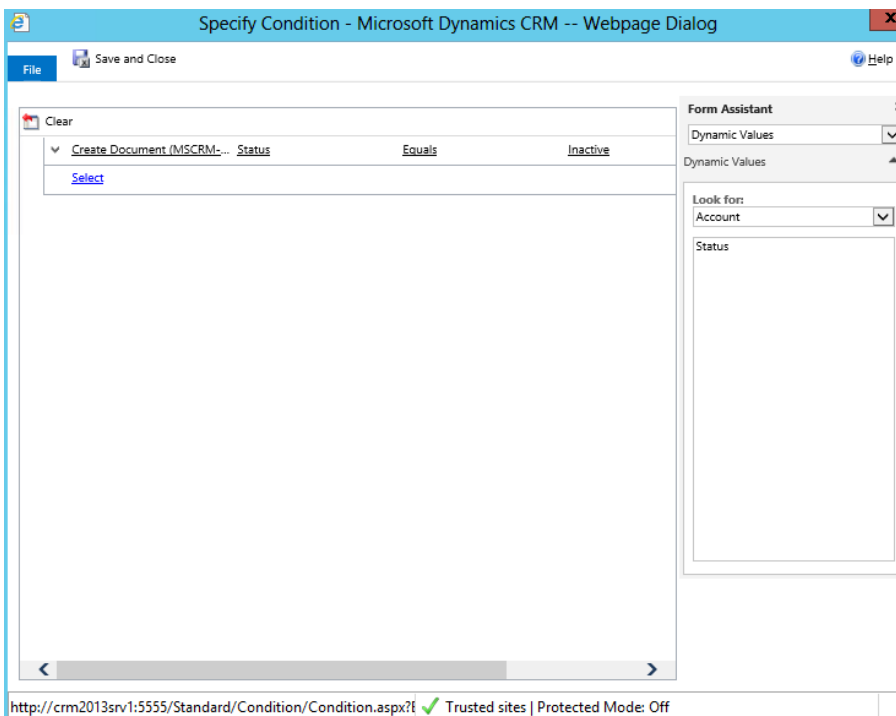 Specify Condition - Microsoft Dynamics CRM -- Webpage Dialog
File
Save and Close
Help
Clear
Create Document (MSCRM-... Status Equals Inactive
Select
Form Assistant
Dynamic Values
Dynamic Values
Look for:
Account
Status
http://crm2013srv1:5555/Standard/Condition/Condition.aspx? Trusted sites | Protected Mode: Off